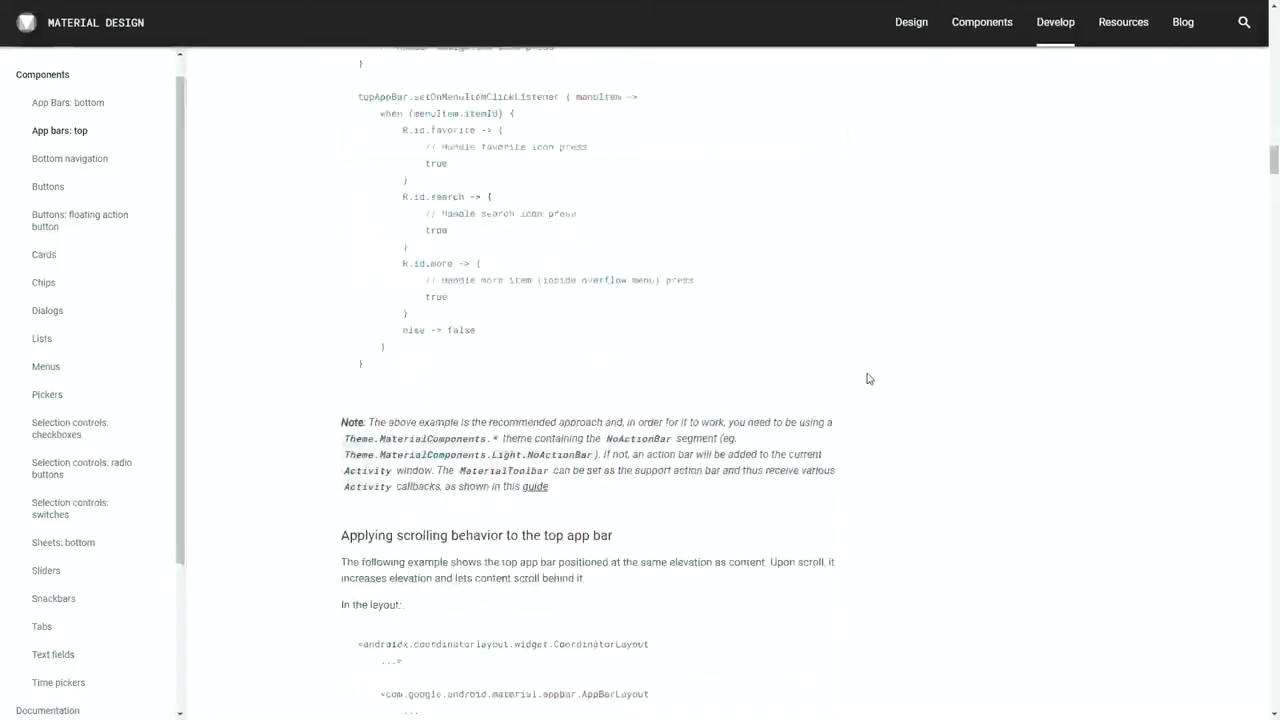 MATERIAL DESIGN
Design
Components
Develop
Resources
Blog
Components
App Bars: bottom
App bars: top
Bottom navigation
Buttons
Buttons: floating action
button
Cards
Chips
Dialogs
Lists
Menus
Pickers
Selection controls:
checkboxes
Selection controls: radio
buttons
Selection controls:
switches
Sheets: bottom
Sliders
Snackbars
Tabs
Text fields
Time pickers
Documentation
}
topAppBar.setOnMenuItemClickListener { menuItem ->
when (menuItem.itemId) {
R.id.favorite -> {
// Handle favorite icon press
true
}
R.id.search -> {
// Handle search icon press
true
}
R.id.more -> {
// Handle more item (inside overflow menu) press
true
}
else -> false
}
}
Note: The above example is the recommended approach and, in order for it to work, you need to be using a
Theme.MaterialComponents.* theme containing the NoActionBar segment (eg.
Theme.MaterialComponents.Light.NoActionBar). If not, an action bar will be added to the current
Activity window. The MaterialToolbar can be set as the support action bar and thus receive various
Activity callbacks, as shown in this guide.
Applying scrolling behavior to the top app bar
The following example shows the top app bar positioned at the same elevation as content. Upon scroll, it
increases elevation and lets content scroll behind it.
In the layout:
<androidx.coordinatorlayout.widget.CoordinatorLayout
...>
<com.google.android.material.appbar.AppBarLayout
...